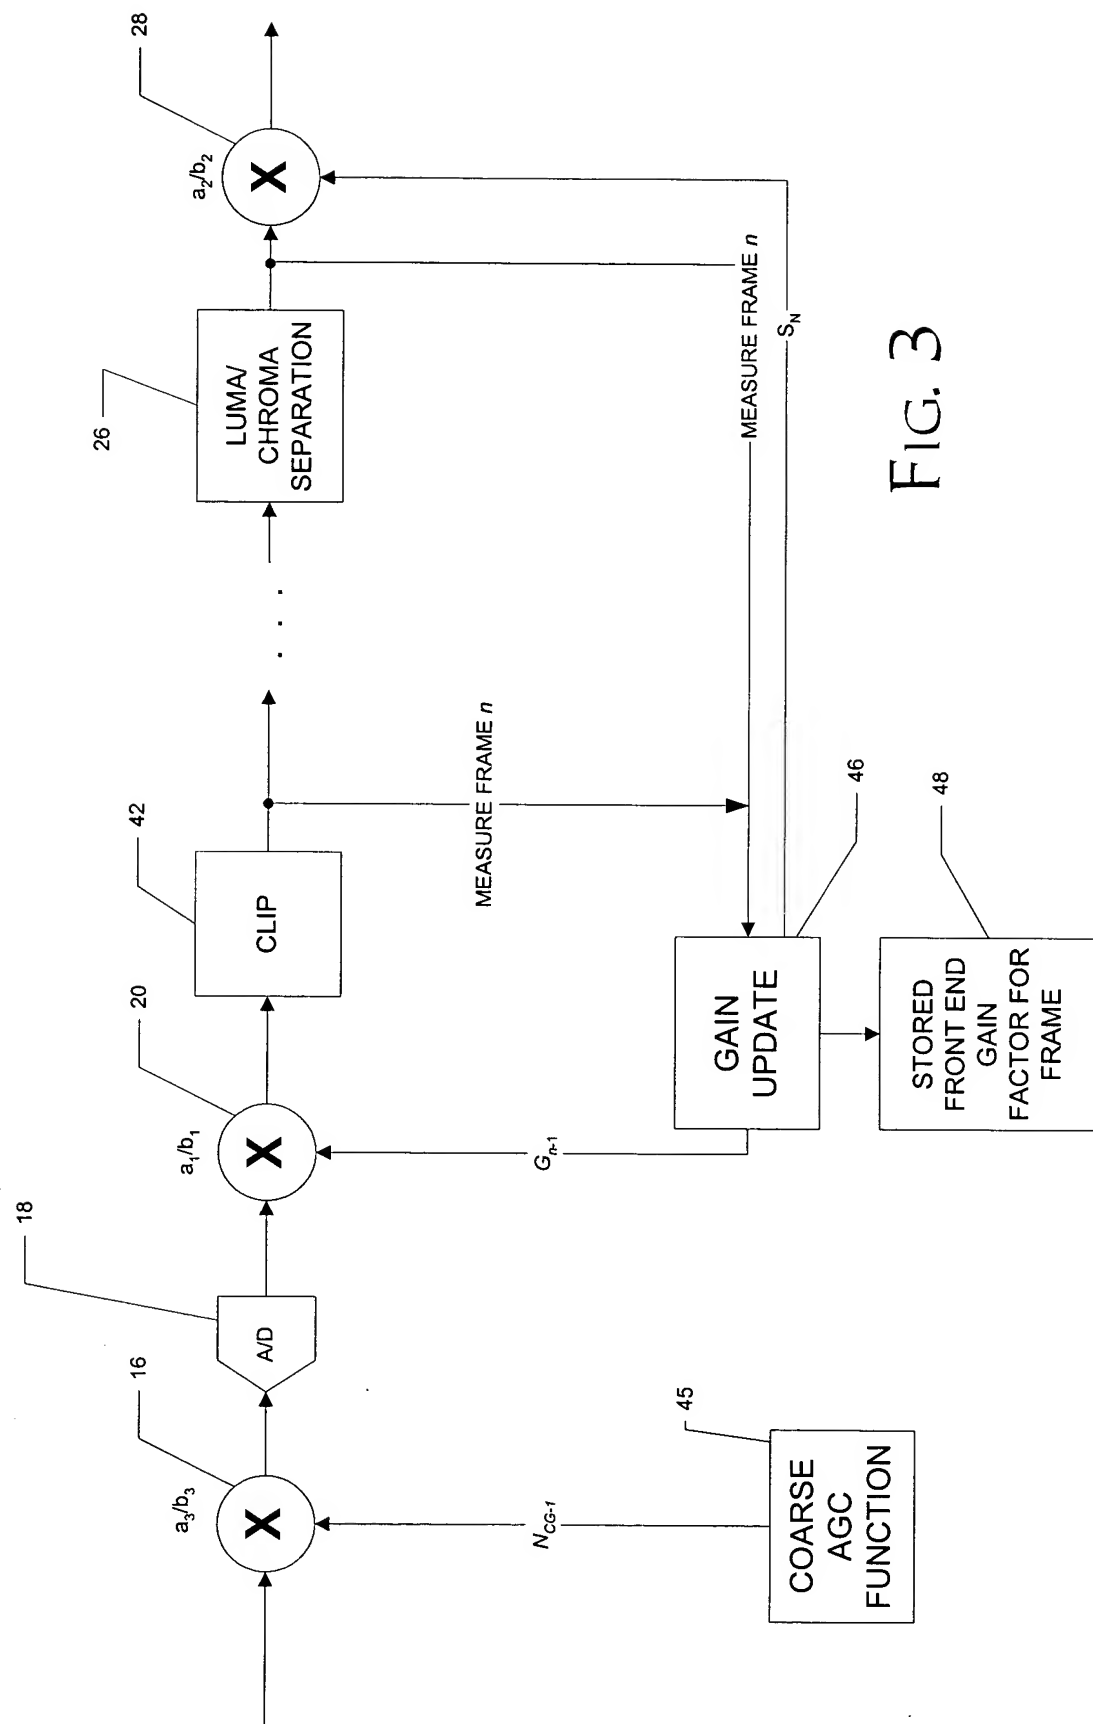 16
a3/b3
X
18
A/D
20
a1/b1
X
42
CLIP
. . .
26
LUMA/
CHROMA
SEPARATION
28
a2/b2
X
NCG-1
45
COARSE
AGC
FUNCTION
Gn-1
MEASURE FRAME n
MEASURE FRAME n
SN
GAIN
UPDATE
46
STORED
FRONT END
GAIN
FACTOR FOR
FRAME
48
FIG. 3